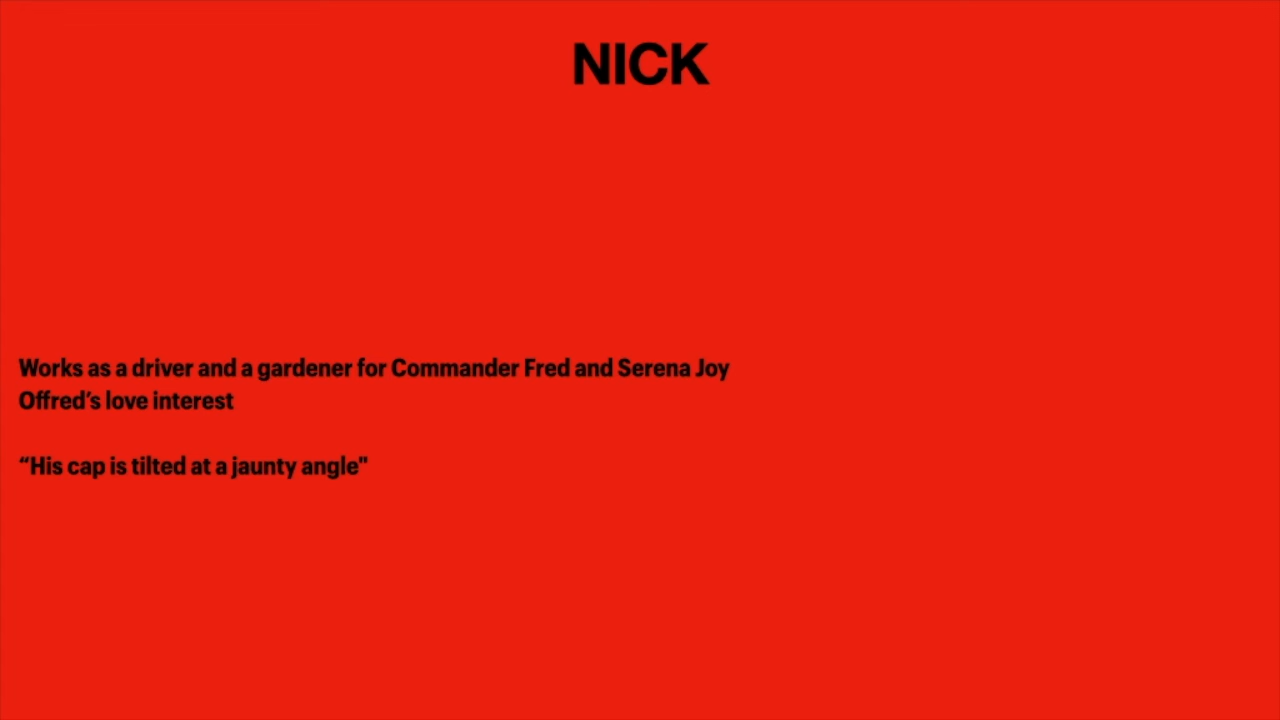 NICK
Works as a driver and a gardener for Commander Fred and Serena Joy
Offred’s love interest
“His cap is tilted at a jaunty angle"